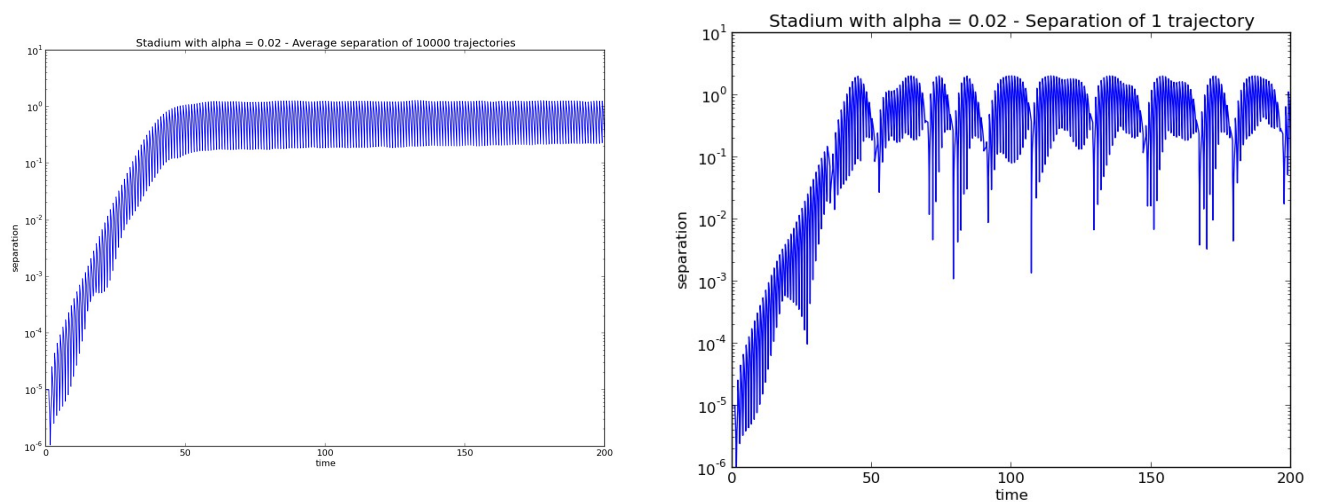 Stadium with alpha = 0.02 - Average separation of 10000 trajectories
10^1
10^0
10^-1
10^-2
10^-3
10^-4
10^-5
10^-6
separation
0 50 100 150 200
time
Stadium with alpha = 0.02 - Separation of 1 trajectory
10^1
10^0
10^-1
10^-2
10^-3
10^-4
10^-5
10^-6
separation
0 50 100 150 200
time